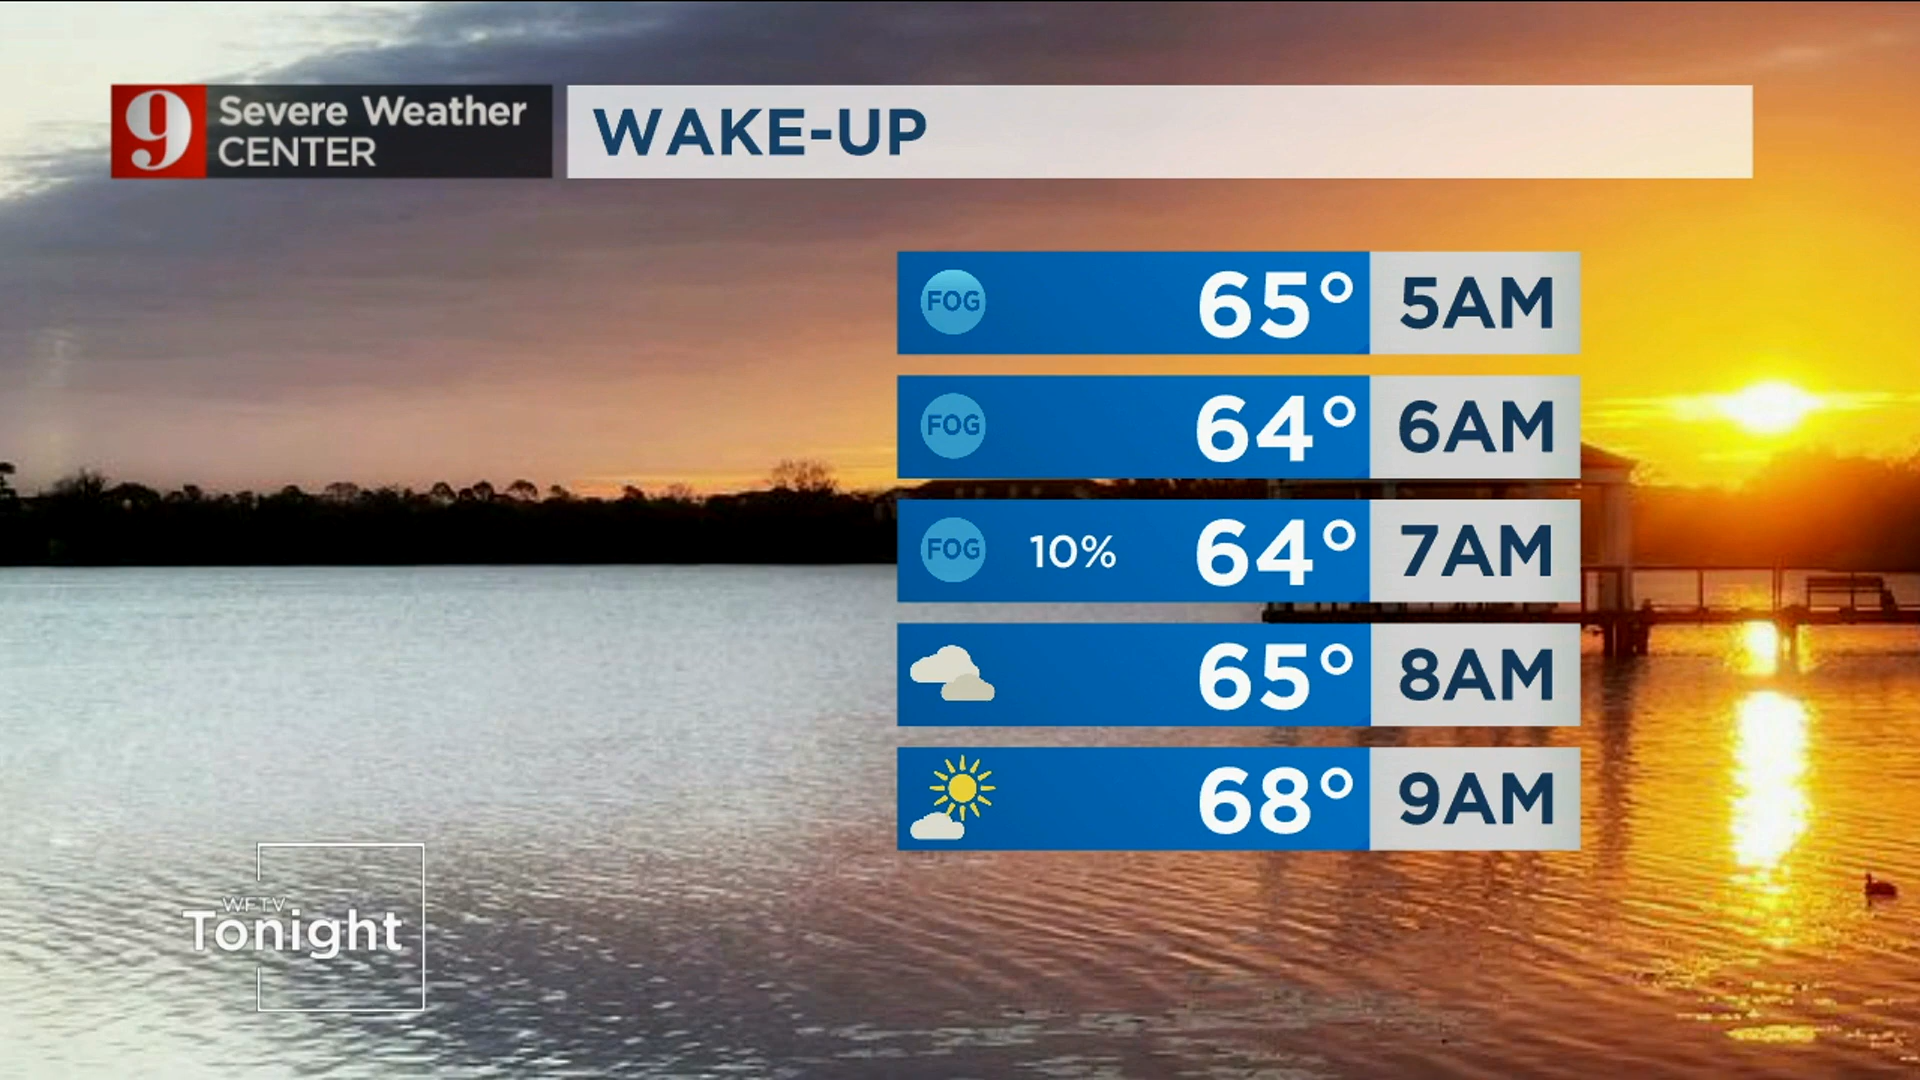 9 Severe Weather
CENTER
WAKE-UP
FOG 65° 5AM
FOG 64° 6AM
FOG 10% 64° 7AM
65° 8AM
68° 9AM
WFTV
Tonight